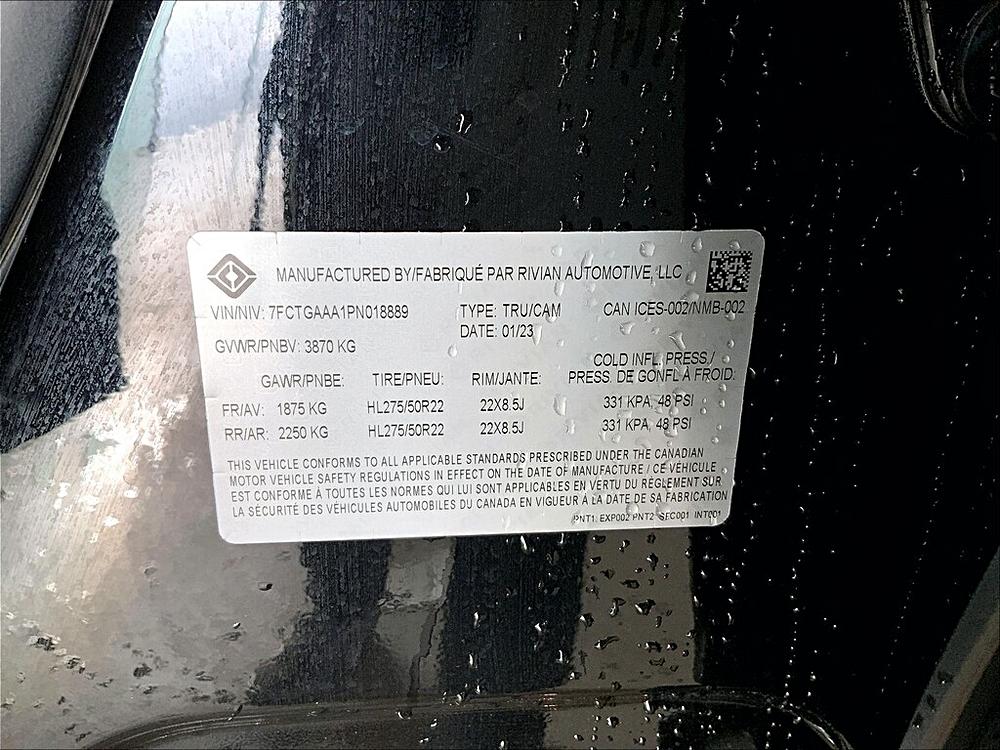 MANUFACTURED BY/FABRIQUÉ PAR RIVIAN AUTOMOTIVE, LLC
VIN/NIV: 7FCTGAAA1PN018889 TYPE: TRU/CAM CAN ICES-002/NMB-002
DATE: 01/23
GVWR/PNBV: 3870 KG
COLD INFL. PRESS./
GAWR/PNBE: TIRE/PNEU: RIM/JANTE: PRESS. DE GONFL À FROID:
FR/AV: 1875 KG HL275/50R22 22X8.5J 331 KPA, 48 PSI
RR/AR: 2250 KG HL275/50R22 22X8.5J 331 KPA, 48 PSI
THIS VEHICLE CONFORMS TO ALL APPLICABLE STANDARDS PRESCRIBED UNDER THE CANADIAN
MOTOR VEHICLE SAFETY REGULATIONS IN EFFECT ON THE DATE OF MANUFACTURE / CE VÉHICULE
EST CONFORME À TOUTES LES NORMES QUI LUI SONT APPLICABLES EN VERTU DU RÈGLEMENT SUR
LA SÉCURITÉ DES VÉHICULES AUTOMOBILES DU CANADA EN VIGUEUR À LA DATE DE SA FABRICATION
PNT1: EXP002 PNT2: SFC001 INT001